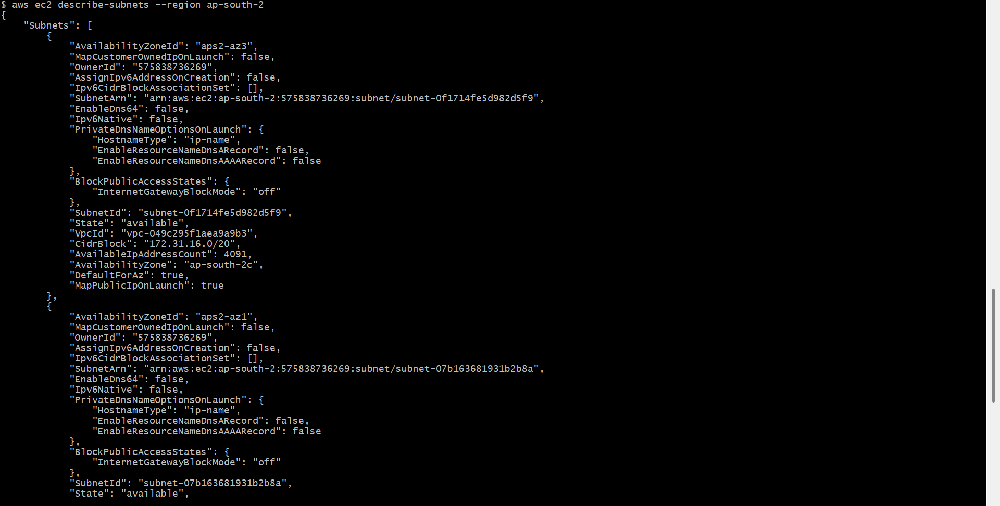 $ aws ec2 describe-subnets --region ap-south-2
{
    "Subnets": [
        {
            "AvailabilityZoneId": "aps2-az3",
            "MapCustomerOwnedIpOnLaunch": false,
            "OwnerId": "575838736269",
            "AssignIpv6AddressOnCreation": false,
            "Ipv6CidrBlockAssociationSet": [],
            "SubnetArn": "arn:aws:ec2:ap-south-2:575838736269:subnet/subnet-0f1714fe5d982d5f9",
            "EnableDns64": false,
            "Ipv6Native": false,
            "PrivateDnsNameOptionsOnLaunch": {
                "HostnameType": "ip-name",
                "EnableResourceNameDnsARecord": false,
                "EnableResourceNameDnsAAAARecord": false
            },
            "BlockPublicAccessStates": {
                "InternetGatewayBlockMode": "off"
            },
            "SubnetId": "subnet-0f1714fe5d982d5f9",
            "State": "available",
            "VpcId": "vpc-049c295f1aea9a9b3",
            "CidrBlock": "172.31.16.0/20",
            "AvailableIpAddressCount": 4091,
            "AvailabilityZone": "ap-south-2c",
            "DefaultForAz": true,
            "MapPublicIpOnLaunch": true
        },
        {
            "AvailabilityZoneId": "aps2-az1",
            "MapCustomerOwnedIpOnLaunch": false,
            "OwnerId": "575838736269",
            "AssignIpv6AddressOnCreation": false,
            "Ipv6CidrBlockAssociationSet": [],
            "SubnetArn": "arn:aws:ec2:ap-south-2:575838736269:subnet/subnet-07b163681931b2b8a",
            "EnableDns64": false,
            "Ipv6Native": false,
            "PrivateDnsNameOptionsOnLaunch": {
                "HostnameType": "ip-name",
                "EnableResourceNameDnsARecord": false,
                "EnableResourceNameDnsAAAARecord": false
            },
            "BlockPublicAccessStates": {
                "InternetGatewayBlockMode": "off"
            },
            "SubnetId": "subnet-07b163681931b2b8a",
            "State": "available",